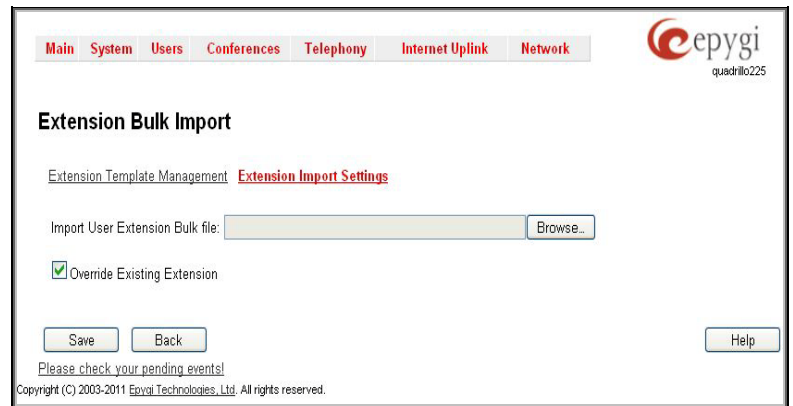 Main System Users Conferences Telephony Internet Uplink Network
epygi
quadrillo225
Extension Bulk Import
Extension Template Management Extension Import Settings
Import User Extension Bulk file: Browse...
Override Existing Extension
Save Back Help
Please check your pending events!
Copyright (C) 2003-2011 Epygi Technologies, Ltd. All rights reserved.